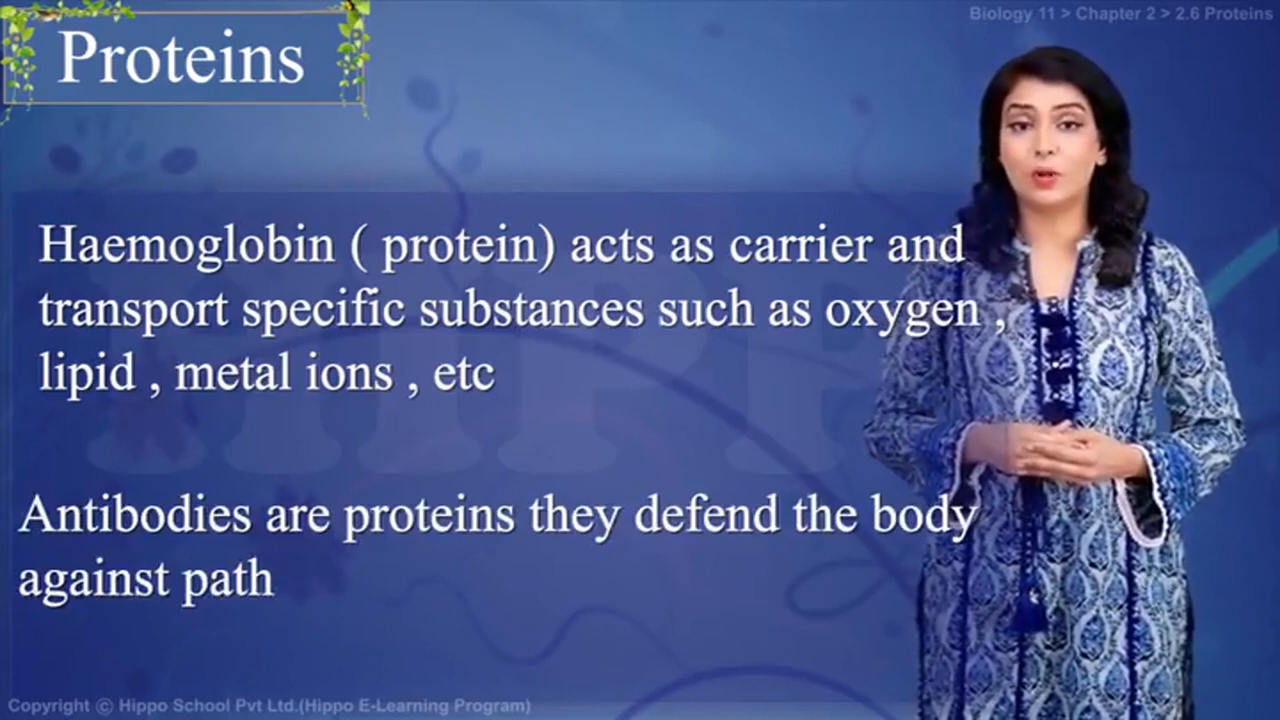 Biology 11 > Chapter 2 > 2.6 Proteins
Proteins
Haemoglobin ( protein) acts as carrier and
transport specific substances such as oxygen ,
lipid , metal ions , etc
Antibodies are proteins they defend the body
against path
Copyright © Hippo School Pvt Ltd.(Hippo E-Learning Program)